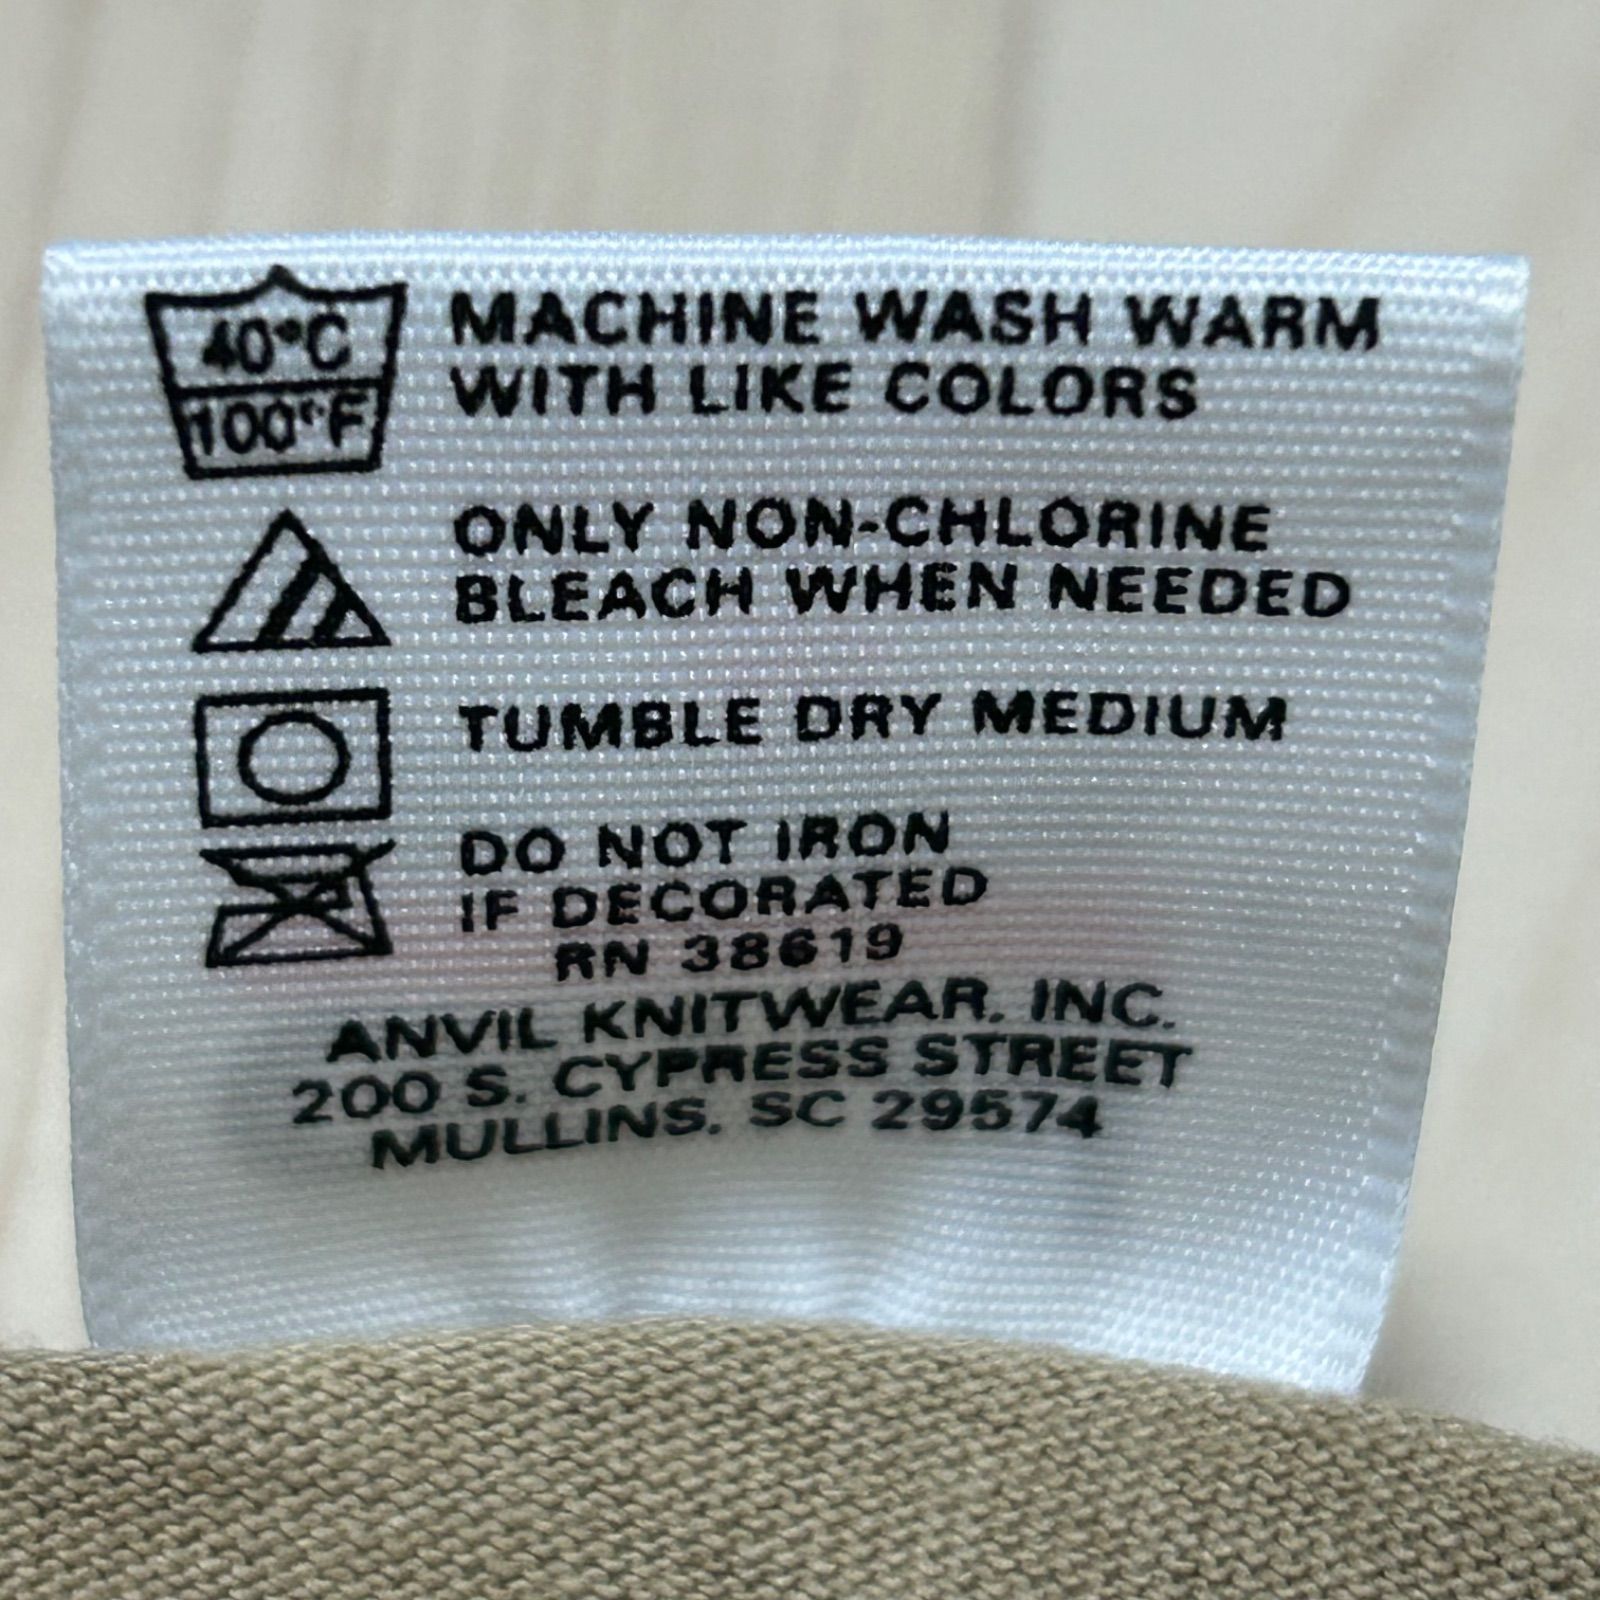 40°C
100°F
MACHINE WASH WARM
WITH LIKE COLORS
ONLY NON-CHLORINE
BLEACH WHEN NEEDED
TUMBLE DRY MEDIUM
DO NOT IRON
IF DECORATED
RN 38619
ANVIL KNITWEAR, INC.
200 S. CYPRESS STREET
MULLINS, SC 29574